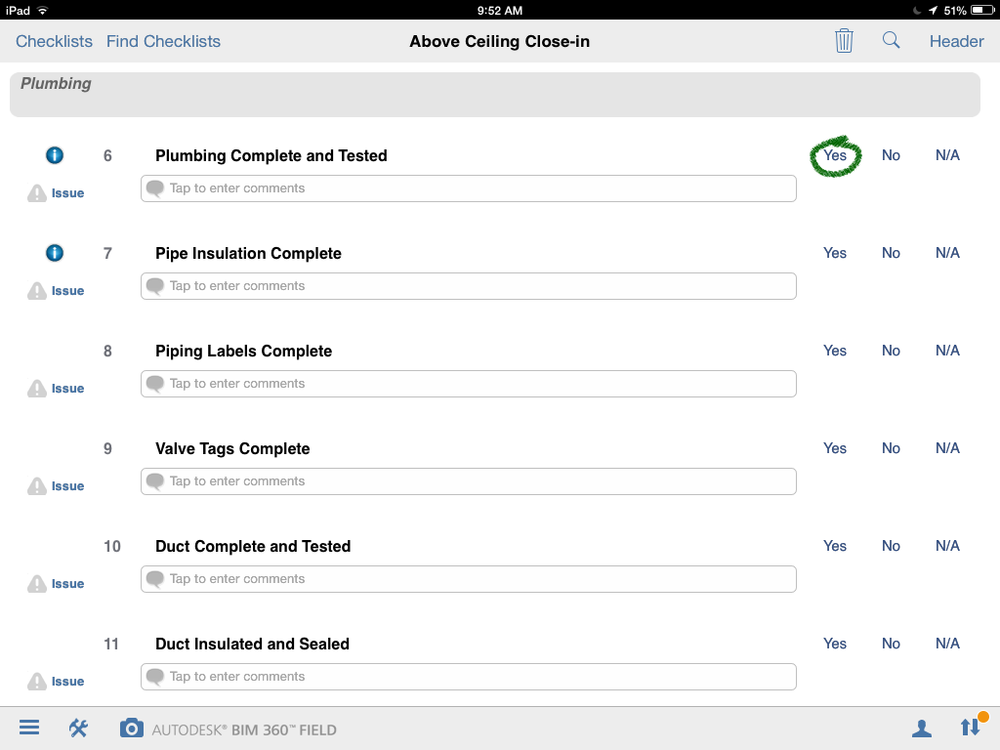 iPad 9:52 AM 51%
Checklists Find Checklists Above Ceiling Close-in Header
Plumbing
6 Plumbing Complete and Tested Yes No N/A
Issue Tap to enter comments
7 Pipe Insulation Complete Yes No N/A
Issue Tap to enter comments
8 Piping Labels Complete Yes No N/A
Issue Tap to enter comments
9 Valve Tags Complete Yes No N/A
Issue Tap to enter comments
10 Duct Complete and Tested Yes No N/A
Issue Tap to enter comments
11 Duct Insulated and Sealed Yes No N/A
Issue Tap to enter comments
AUTODESK® BIM 360™ FIELD